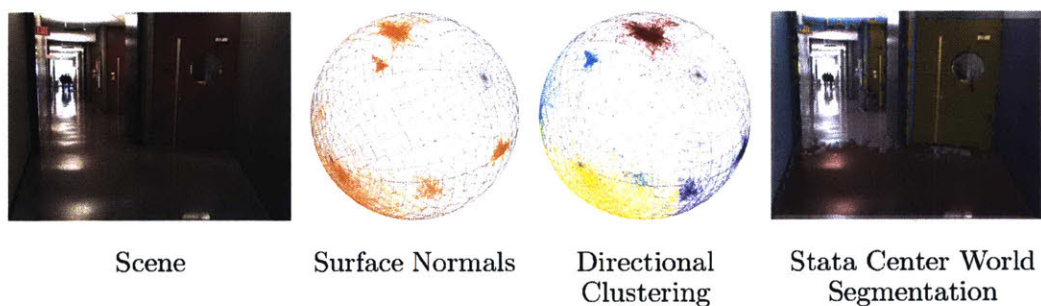 Scene
Surface Normals
Directional
Clustering
Stata Center World
Segmentation